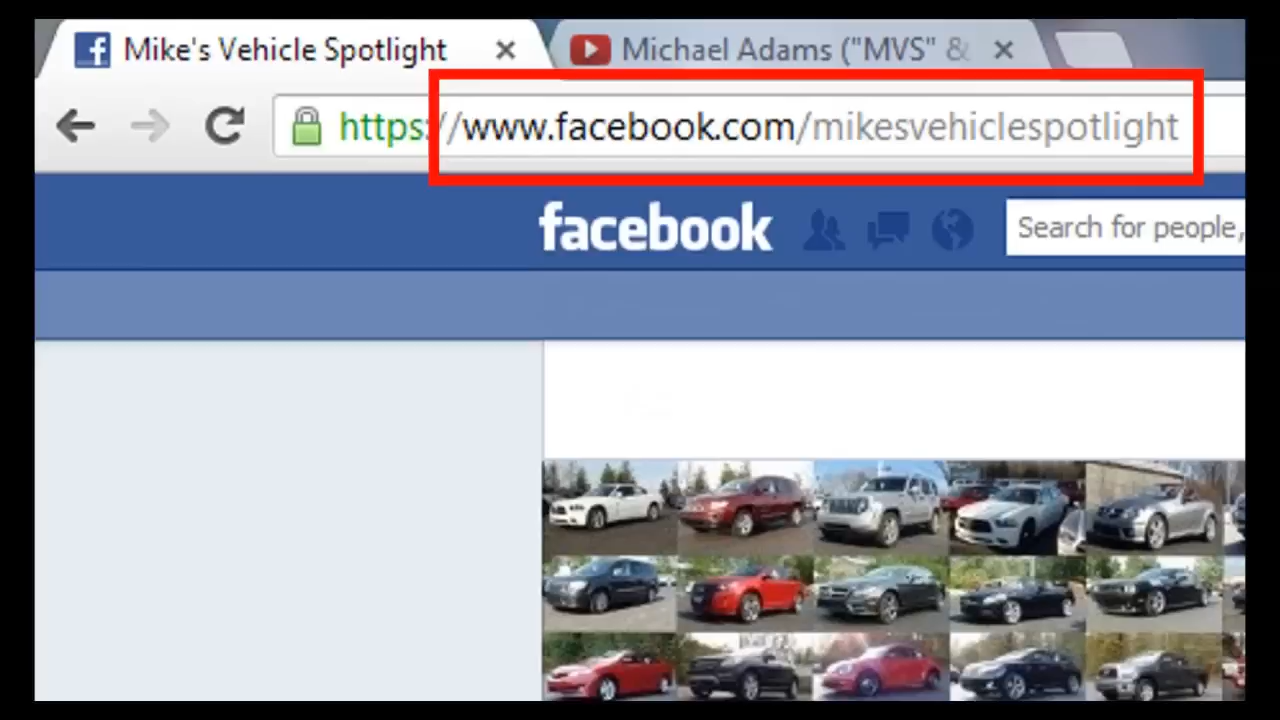 Mike's Vehicle Spotlight
Michael Adams ("MVS" &
https://www.facebook.com/mikesvehiclespotlight
facebook
Search for people,